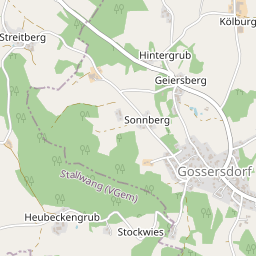 Kölburg
Streitberg
Hintergrub
Geiersberg
Sonnberg
Gossersdorf
Stallwang (VGem)
Heubeckengrub
Stockwies